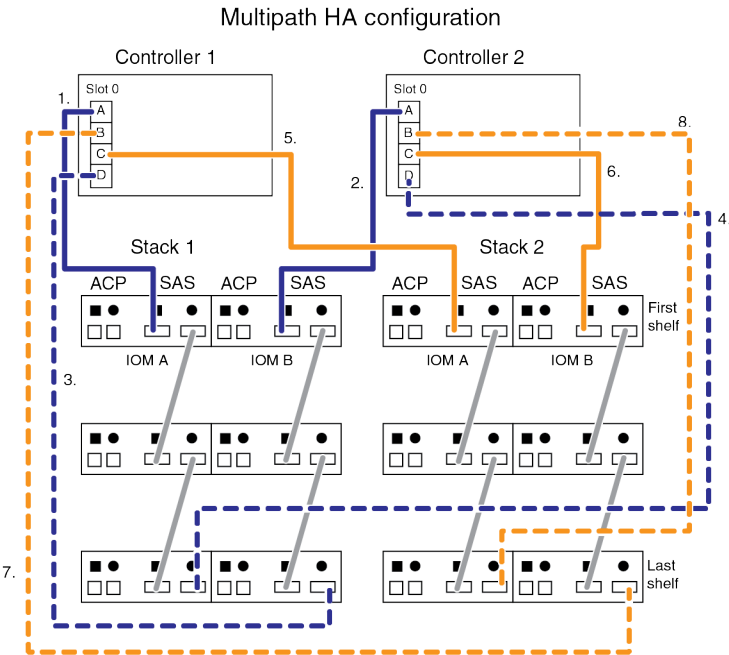 Multipath HA configuration
Controller 1
Controller 2
Slot 0
Slot 0
1.
A
A
B
B
8.
C
5.
C
6.
D
2.
D
4.
Stack 1
Stack 2
ACP SAS ACP SAS
ACP SAS ACP SAS
First
shelf
IOM A IOM B
IOM A IOM B
3.
7.
Last
shelf